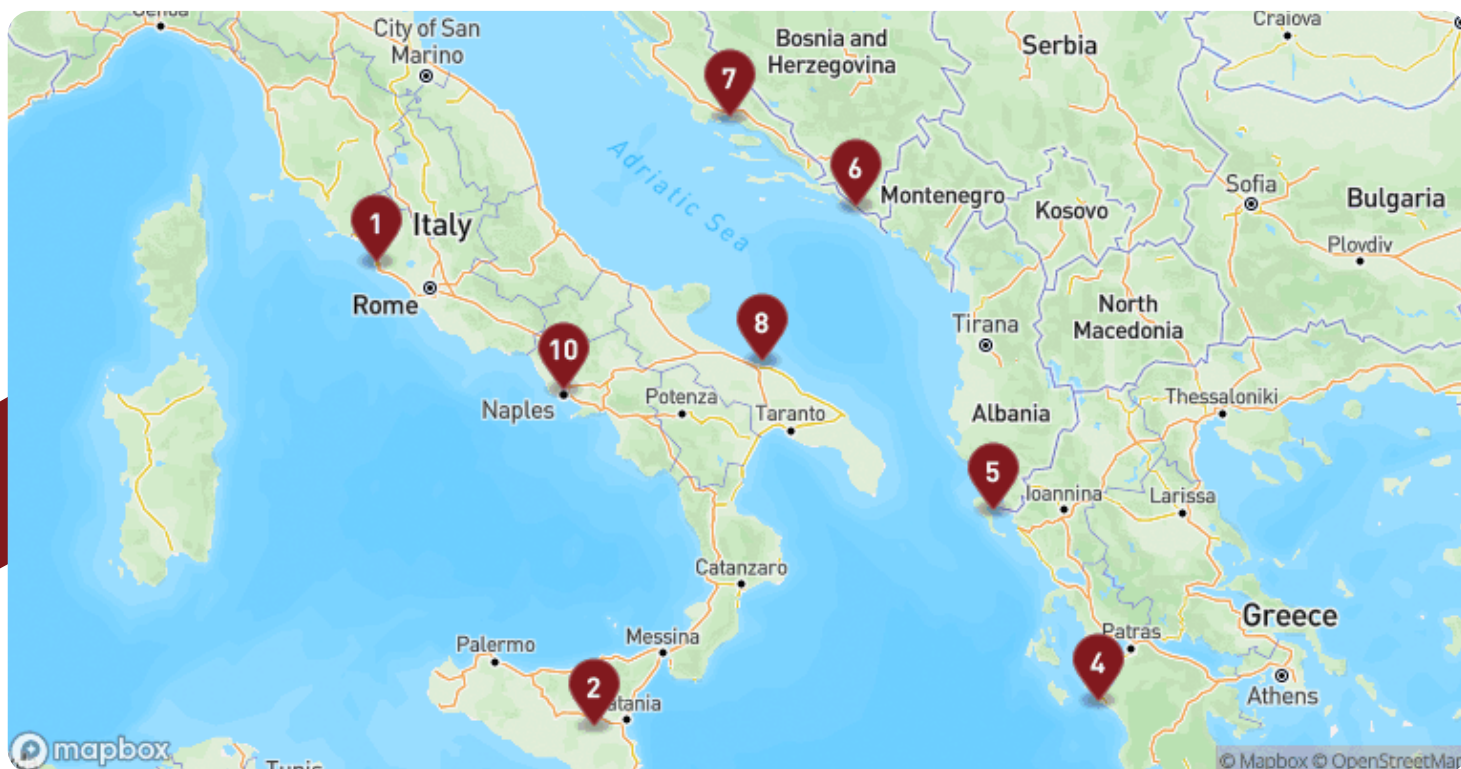 Genoa
City of San
Marino
Bosnia and
Herzegovina
Serbia
Craiova
7
Adriatic Sea
6
Montenegro
Kosovo
Sofia
Bulgaria
Plovdiv
1
Italy
Rome
8
North
Macedonia
Tirana
10
Naples
Potenza
Taranto
Albania
Thessaloniki
5
Ioannina
Larissa
Catanzaro
Greece
Patras
Messina
Palermo
4
Athens
2
atania
mapbox
Tunis
© Mapbox © OpenStreetMap